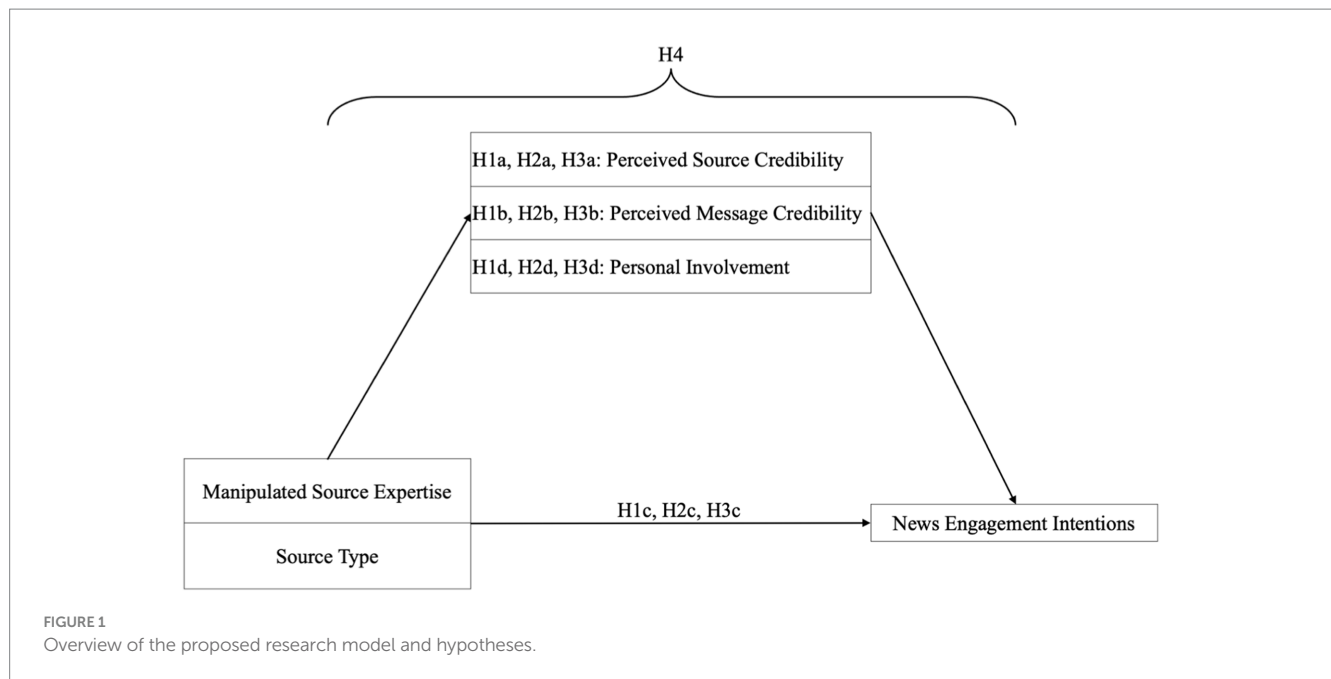 H4
H1a, H2a, H3a: Perceived Source Credibility
H1b, H2b, H3b: Perceived Message Credibility
H1d, H2d, H3d: Personal Involvement
Manipulated Source Expertise
Source Type
H1c, H2c, H3c
News Engagement Intentions
FIGURE 1
Overview of the proposed research model and hypotheses.